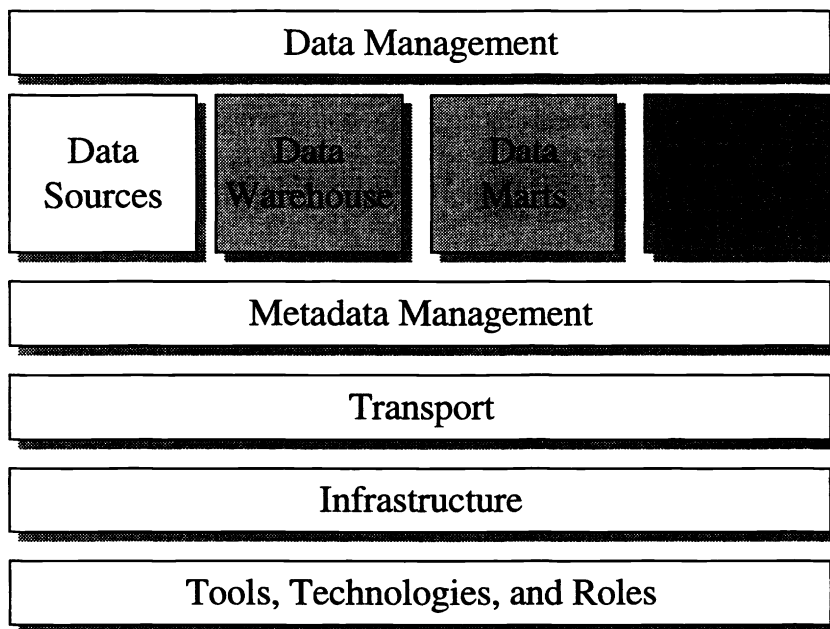 Data Management
Data
Sources
Data
Warehouse
Data
Marts
Metadata Management
Transport
Infrastructure
Tools, Technologies, and Roles